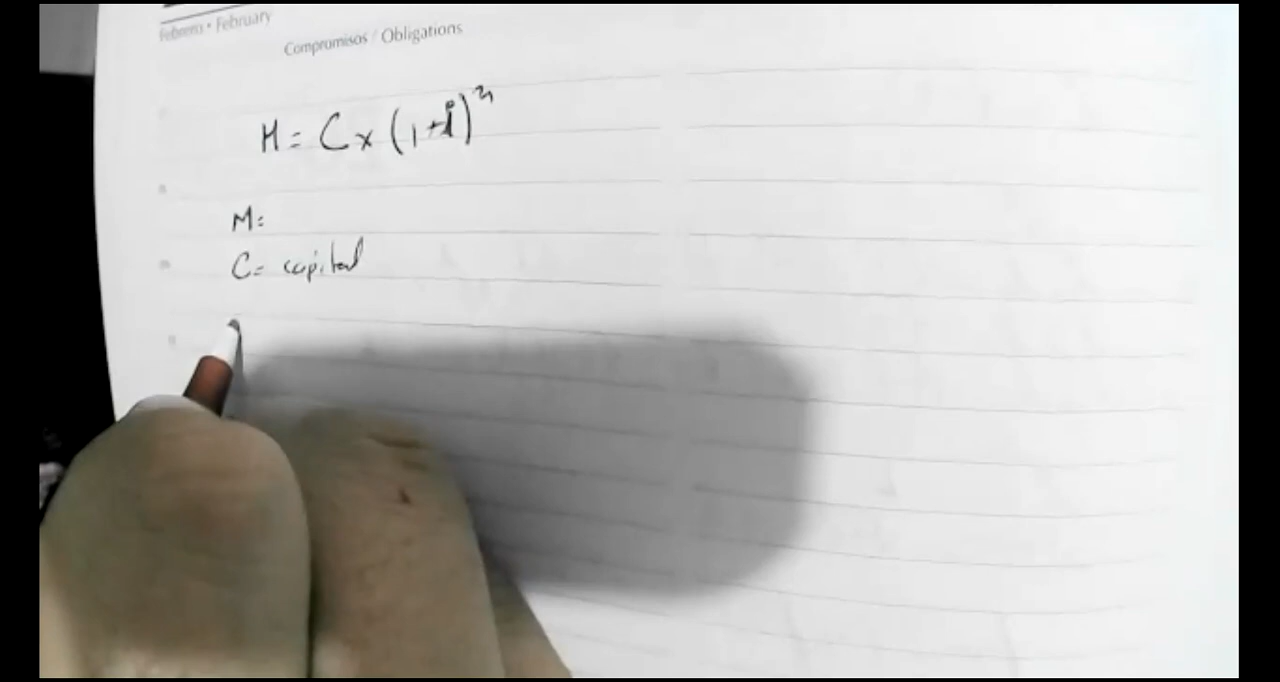 Febrero • February
Compromisos / Obligations
M = C x (1+i)^n
M =
C = capital